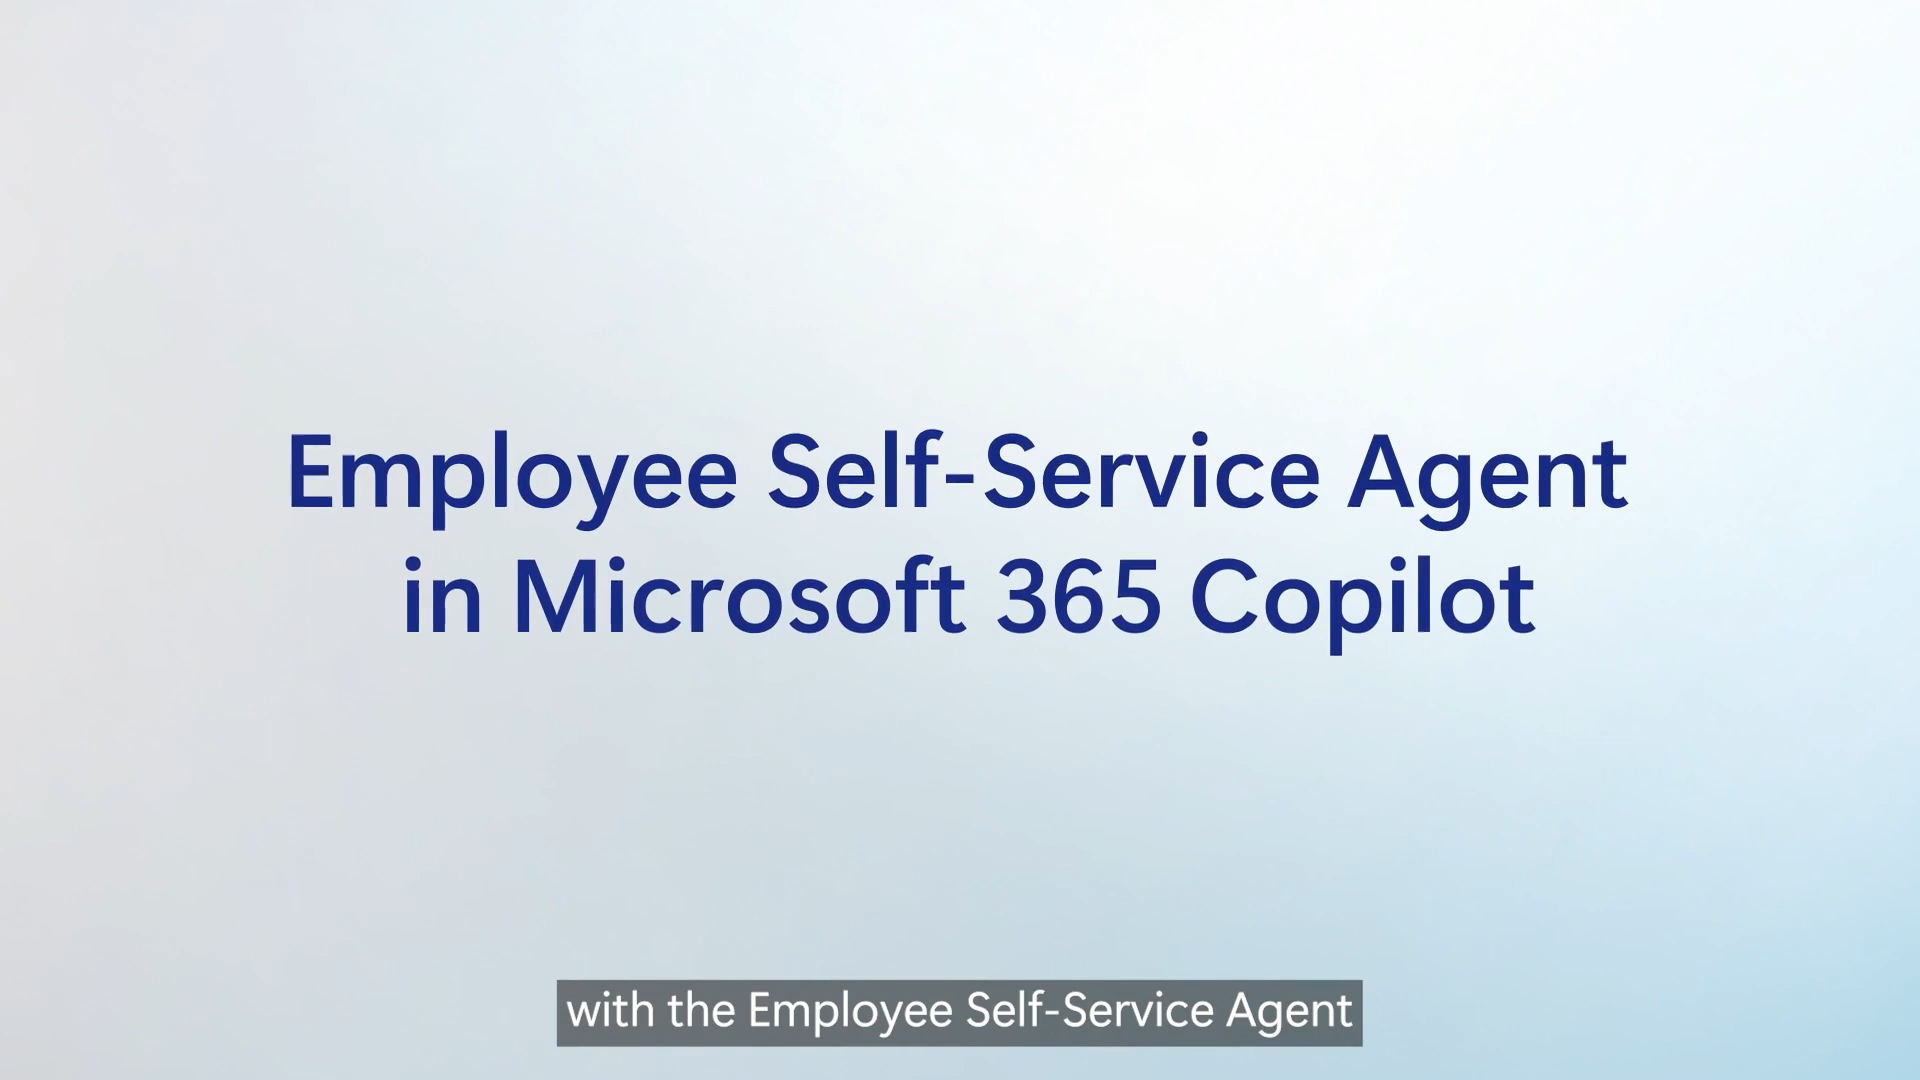 Employee Self-Service Agent
in Microsoft 365 Copilot
with the Employee Self-Service Agent